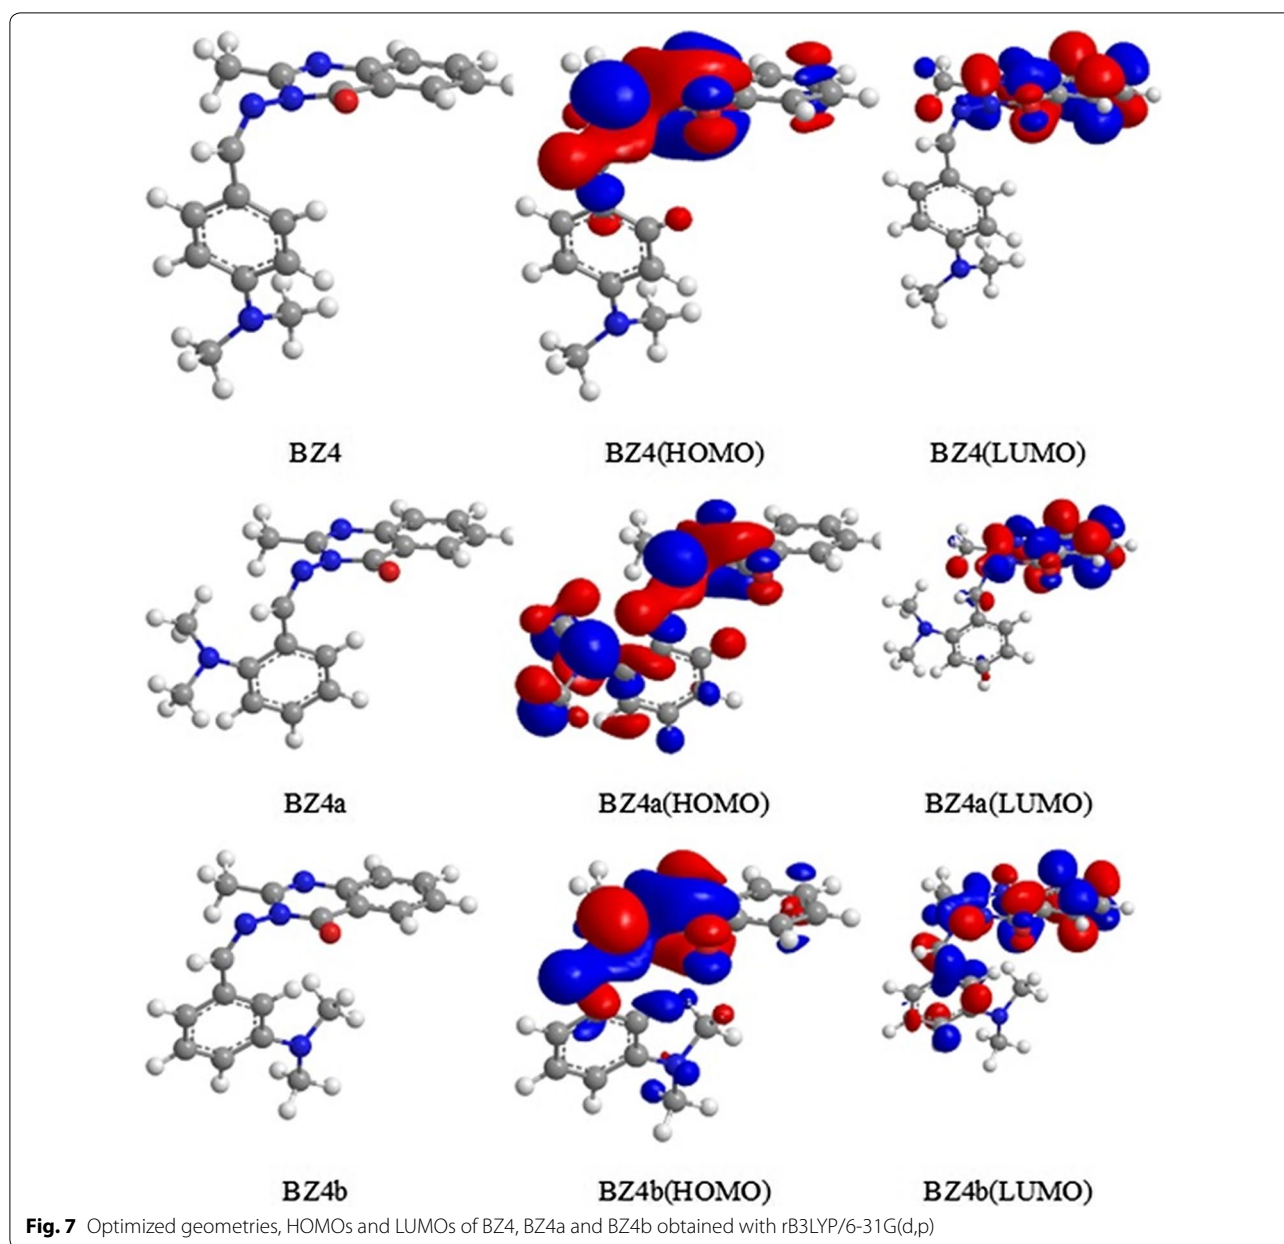 BZ4 BZ4(HOMO) BZ4(LUMO)
BZ4a BZ4a(HOMO) BZ4a(LUMO)
BZ4b BZ4b(HOMO) BZ4b(LUMO)
Fig. 7 Optimized geometries, HOMOs and LUMOs of BZ4, BZ4a and BZ4b obtained with rB3LYP/6-31G(d,p)